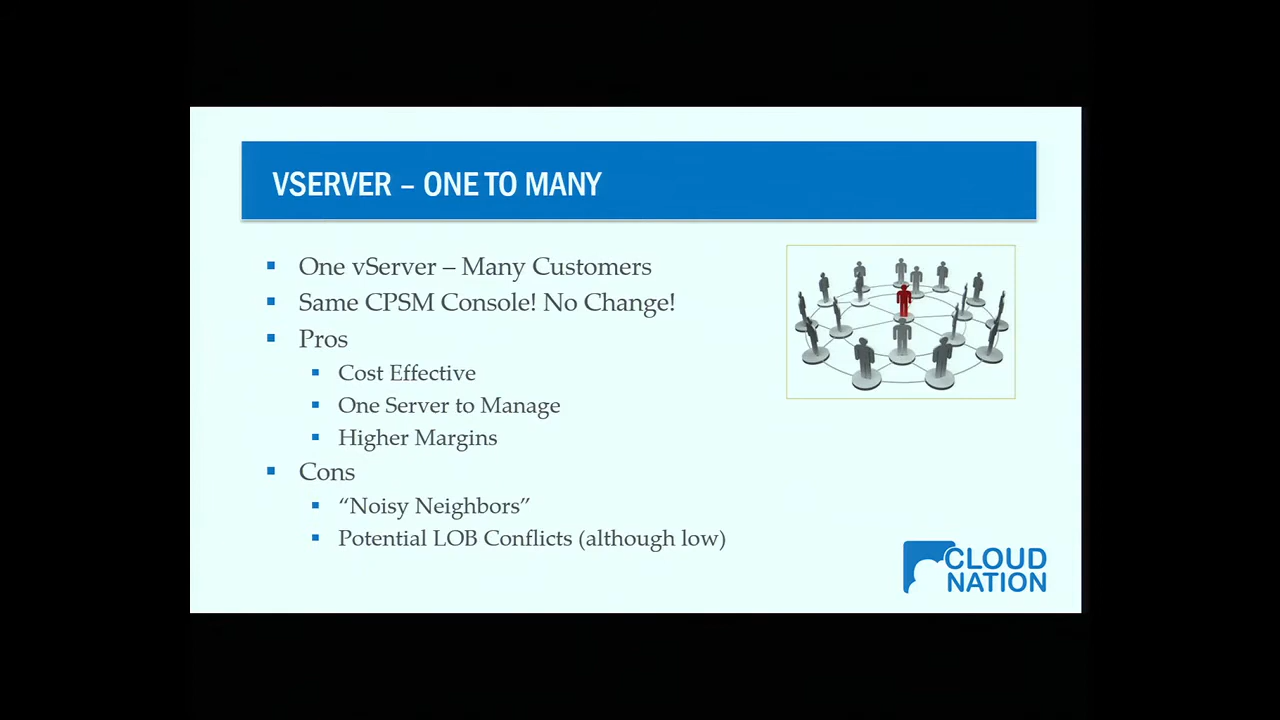 VSERVER – ONE TO MANY
One vServer – Many Customers
Same CPSM Console! No Change!
Pros
Cost Effective
One Server to Manage
Higher Margins
Cons
“Noisy Neighbors”
Potential LOB Conflicts (although low)
CLOUD
NATION